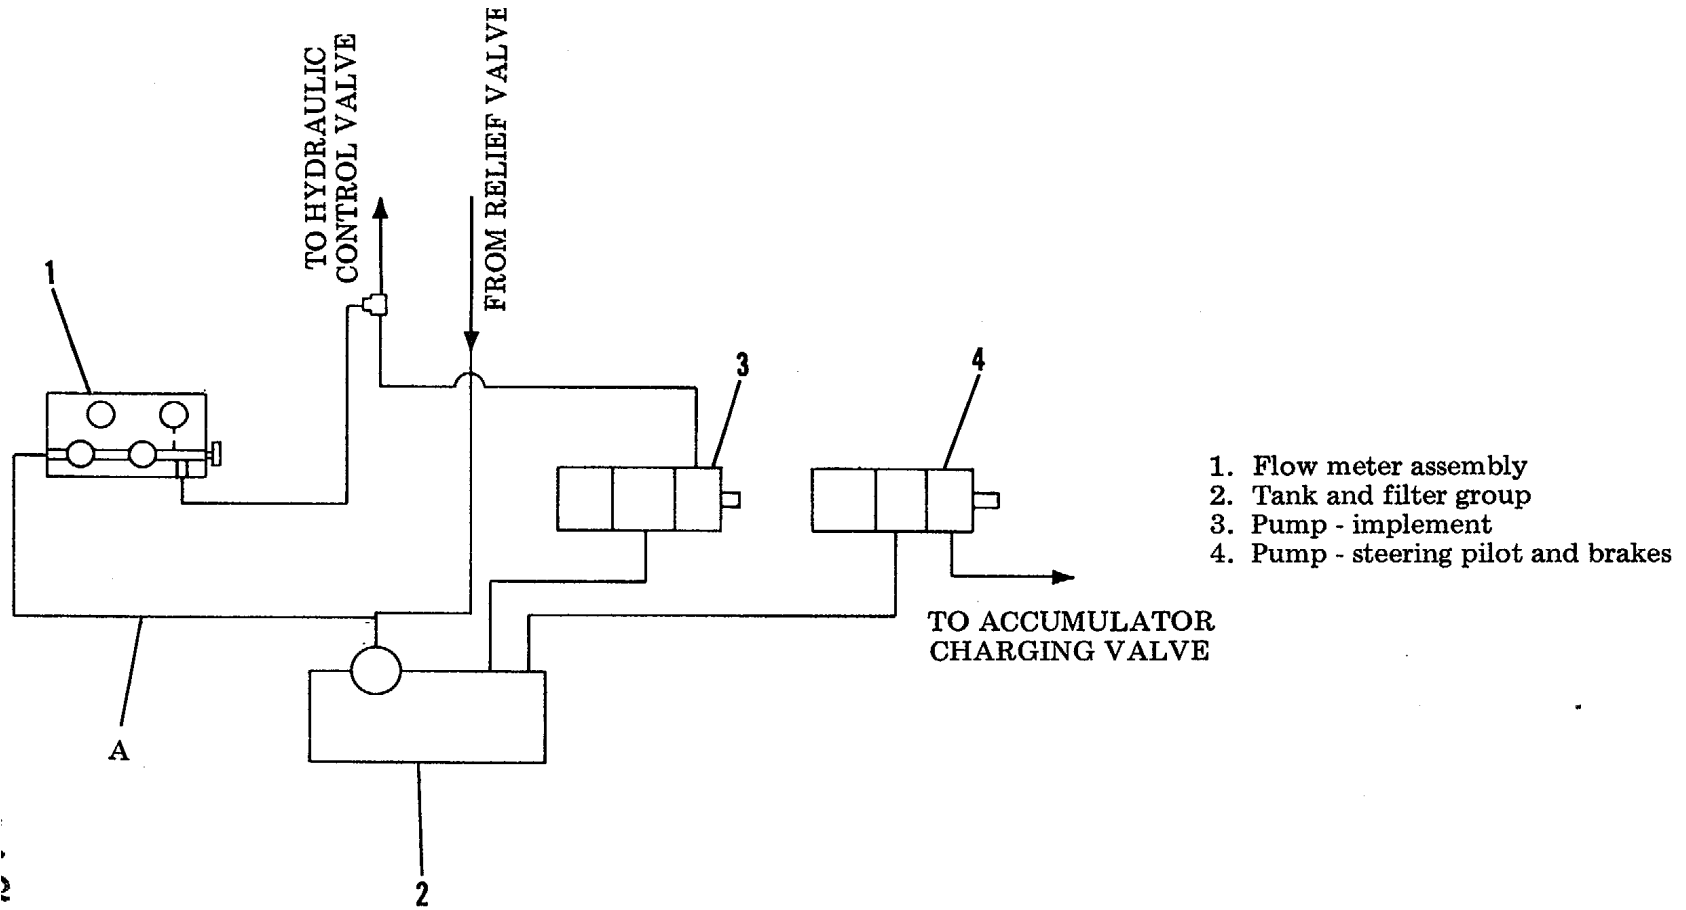 TO HYDRAULIC
CONTROL VALVE
FROM RELIEF VALVE
1
3
4
1. Flow meter assembly
2. Tank and filter group
3. Pump - implement
4. Pump - steering pilot and brakes
TO ACCUMULATOR
CHARGING VALVE
A
2